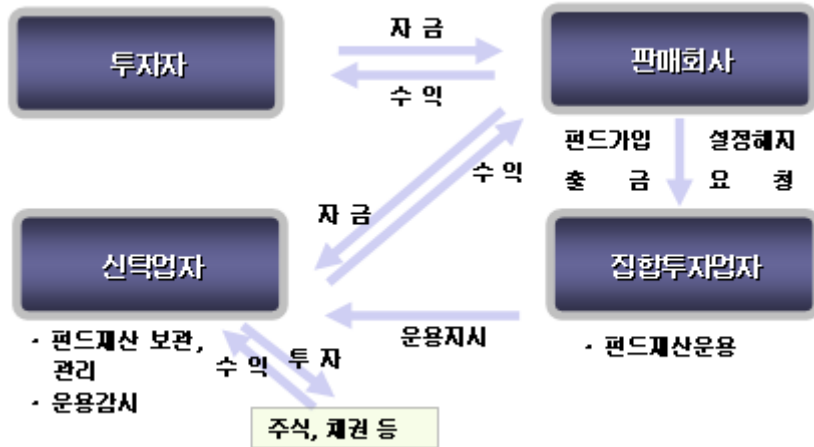 투자자
자 금
수 익
판매회사
펀드가입 설정해지
출 금 요 청
수 익
자 금
신탁업자
집합투자업자
· 펀드재산 보관,
관리
· 운용감시
운용지시
· 펀드재산운용
수 익
투 자
주식, 채권 등